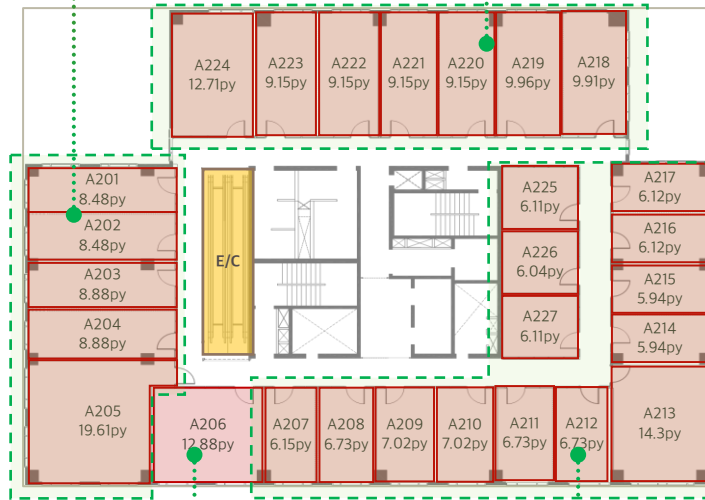 A224
12.71py
A223
9.15py
A222
9.15py
A221
9.15py
A220
9.15py
A219
9.96py
A218
9.91py
A201
8.48py
A202
8.48py
A203
8.88py
A204
8.88py
A205
19.61py
E/C
A225
6.11py
A226
6.04py
A227
6.11py
A217
6.12py
A216
6.12py
A215
5.94py
A214
5.94py
A213
14.3py
A206
12.88py
A207
6.15py
A208
6.73py
A209
7.02py
A210
7.02py
A211
6.73py
A212
6.73py